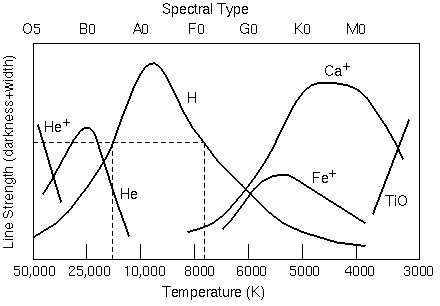 Spectral Type
O5 B0 A0 F0 G0 K0 M0
Line Strength (darkness+width)
He+
H
Ca+
He
Fe+
TiO
50,000 25,000 10,000 8000 6000 5000 4000 3000
Temperature (K)